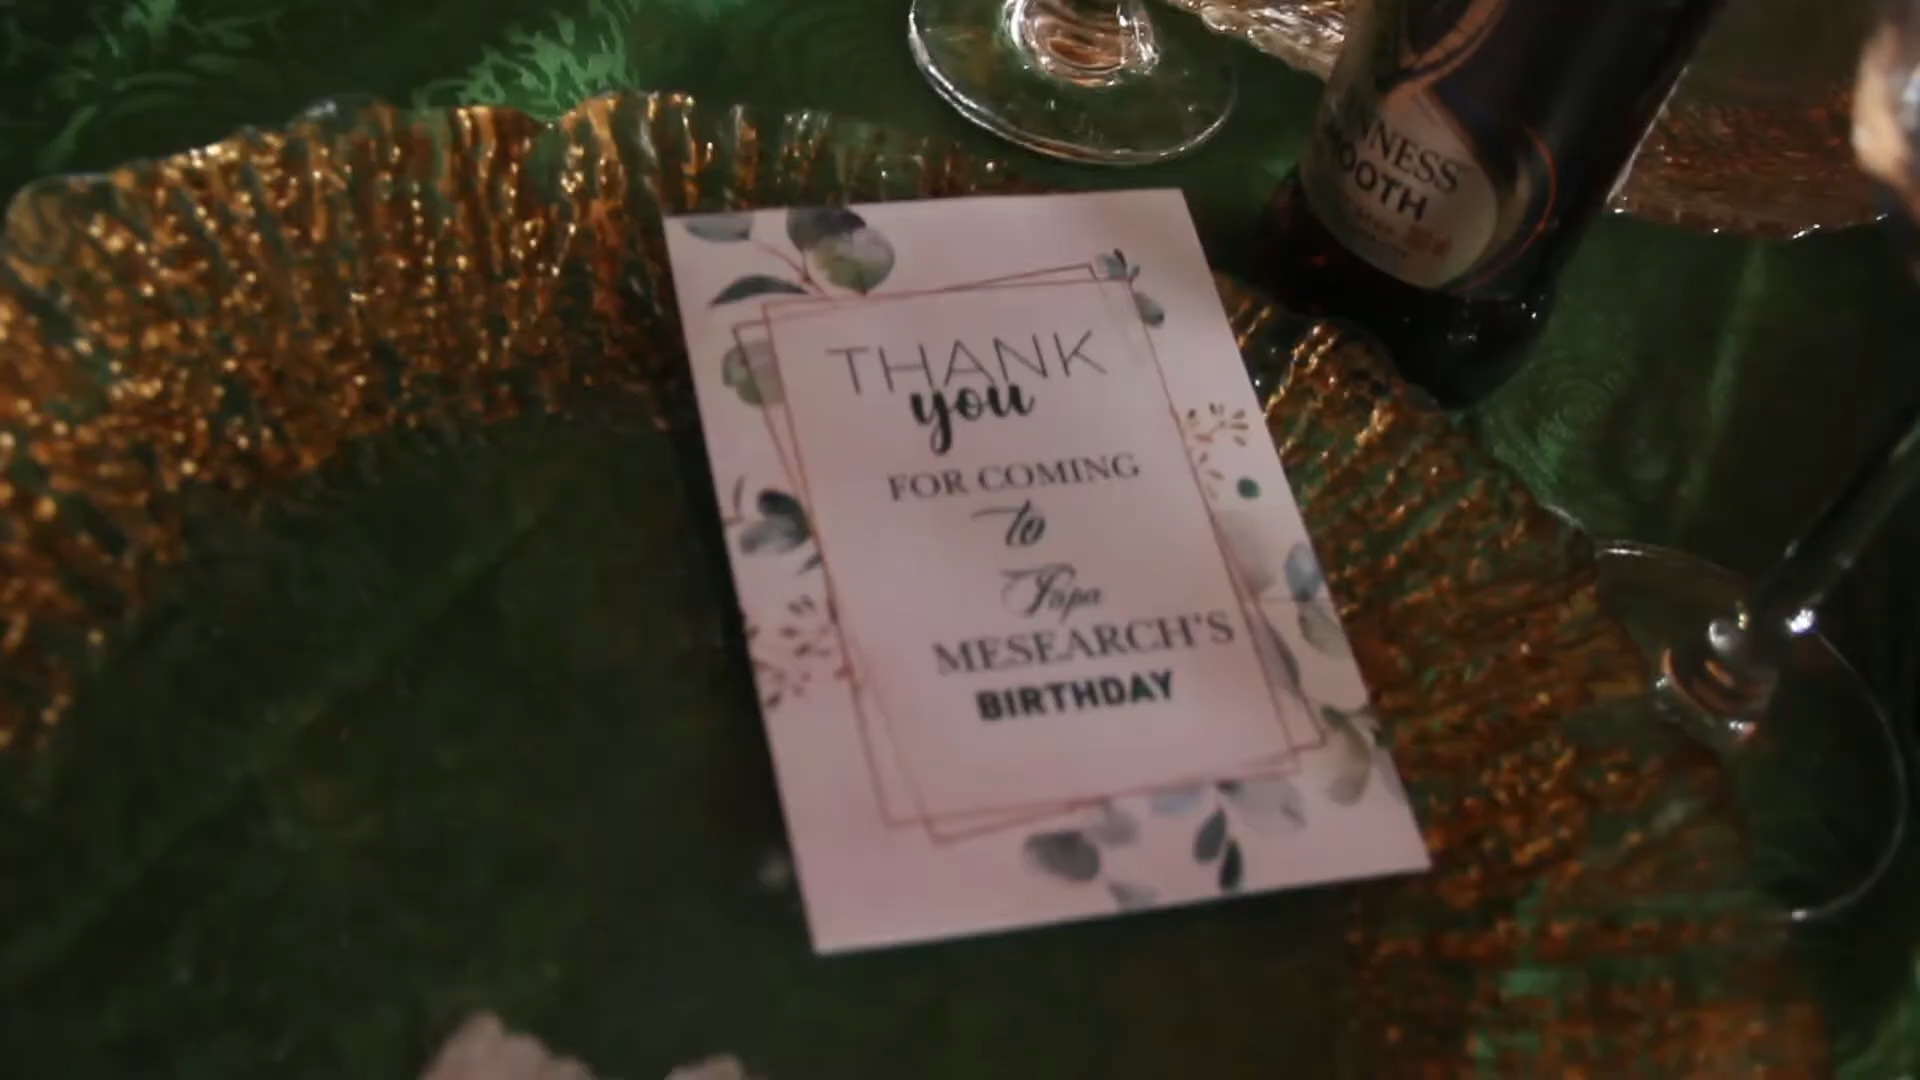 THANK
you
FOR COMING
to
Papa
MESEARCH'S
BIRTHDAY
NNESS
OOTH